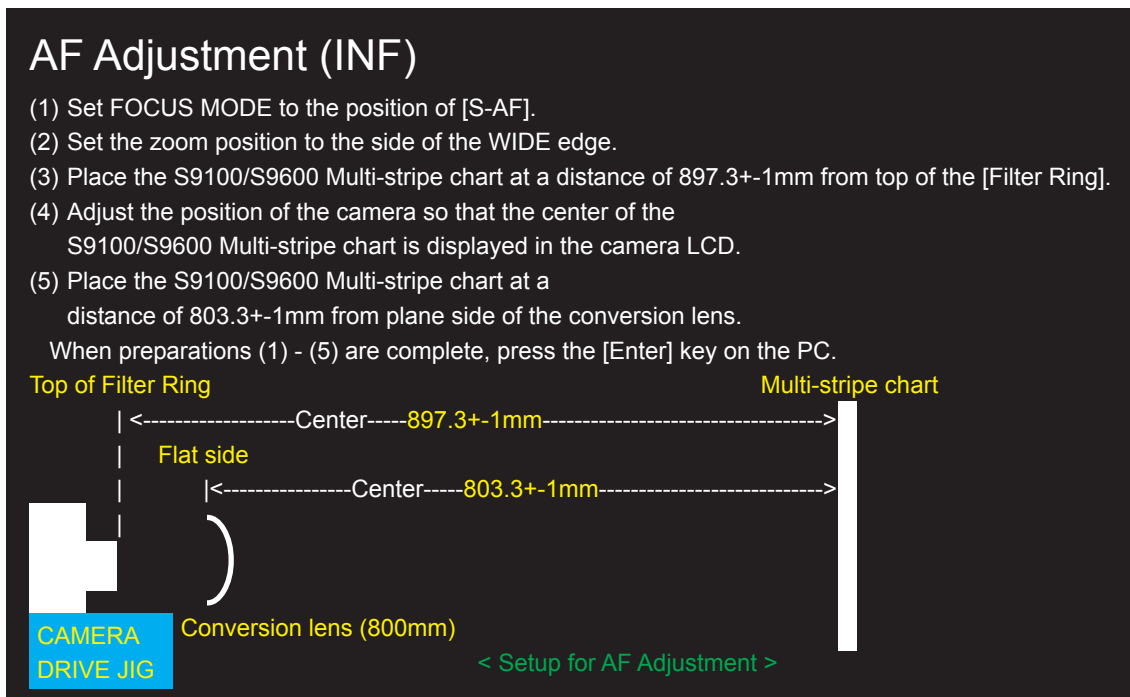 AF Adjustment (INF)
(1) Set FOCUS MODE to the position of [S-AF].
(2) Set the zoom position to the side of the WIDE edge.
(3) Place the S9100/S9600 Multi-stripe chart at a distance of 897.3+-1mm from top of the [Filter Ring].
(4) Adjust the position of the camera so that the center of the
S9100/S9600 Multi-stripe chart is displayed in the camera LCD.
(5) Place the S9100/S9600 Multi-stripe chart at a
distance of 803.3+-1mm from plane side of the conversion lens.
When preparations (1) - (5) are complete, press the [Enter] key on the PC.
Top of Filter Ring Multi-stripe chart
| <-------------------Center-----897.3+-1mm----------------------------------->
| Flat side
| |<----------------Center-----803.3+-1mm---------------------------->
|
Conversion lens (800mm)
CAMERA
DRIVE JIG
< Setup for AF Adjustment >